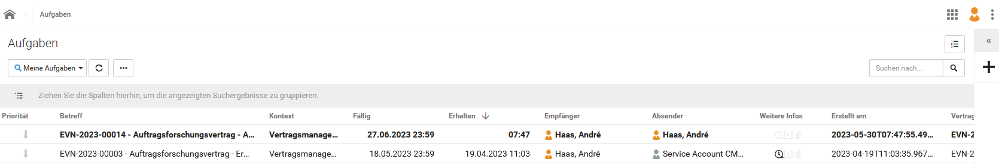 Aufgaben
Aufgaben
Meine Aufgaben
Suchen nach...
Ziehen Sie die Spalten hierhin, um die angezeigten Suchergebnisse zu gruppieren.
Priorität Betreff Kontext Fällig Erhalten Empfänger Absender Weitere Infos Erstellt am Vertrag
EVN-2023-00014 - Auftragsforschungsvertrag - A... Vertragsmanage... 27.06.2023 23:59 07:47 Haas, André Haas, André 2023-05-30T07:47:55.49... EVN-2
EVN-2023-00003 - Auftragsforschungsvertrag - Er... Vertragsmanage... 18.05.2023 23:59 19.04.2023 11:03 Haas, André Service Account CM... 2023-04-19T11:03:35.967... EVN-2